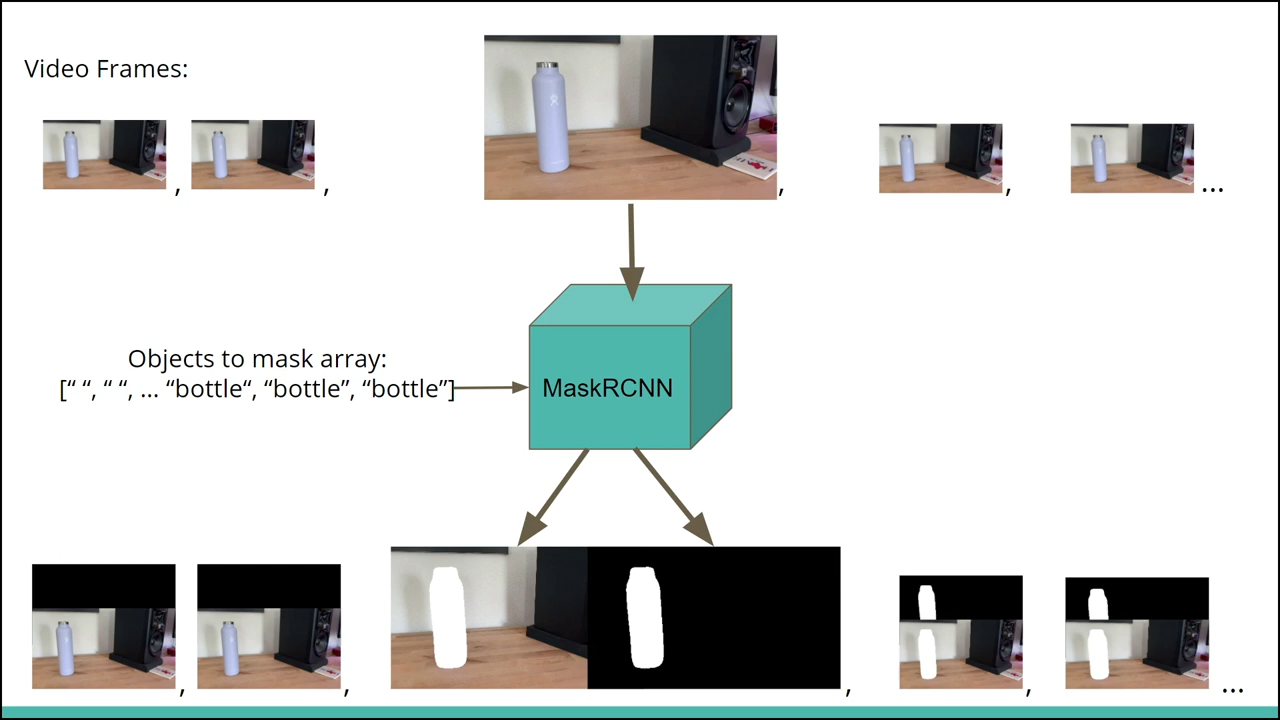 Video Frames:
, , , , ...
Objects to mask array:
[“ “, “ “, ... “bottle“, “bottle”, “bottle”]
MaskRCNN
, , , , ...